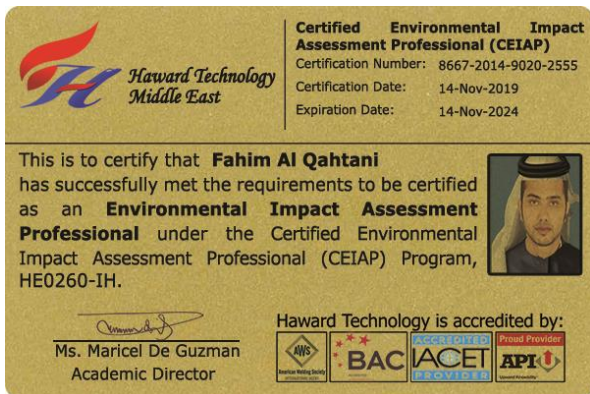 Haward Technology
Middle East
Certified Environmental Impact
Assessment Professional (CEIAP)
Certification Number: 8667-2014-9020-2555
Certification Date: 14-Nov-2019
Expiration Date: 14-Nov-2024
This is to certify that Fahim Al Qahtani
has successfully met the requirements to be certified
as an Environmental Impact Assessment
Professional under the Certified Environmental
Impact Assessment Professional (CEIAP) Program,
HE0260-IH.
Ms. Maricel De Guzman
Academic Director
Haward Technology is accredited by:
AWS
American Welding Society
BAC
ACCREDITED
IACET
PROVIDER
Proud Provider
API